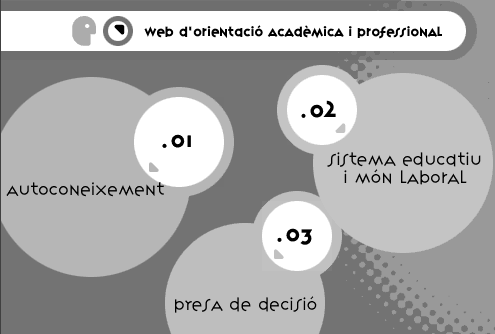 web d'orientació acadèmica i professional
.01
autoconeixement
.02
sistema educatiu
i món laboral
.03
presa de decisió